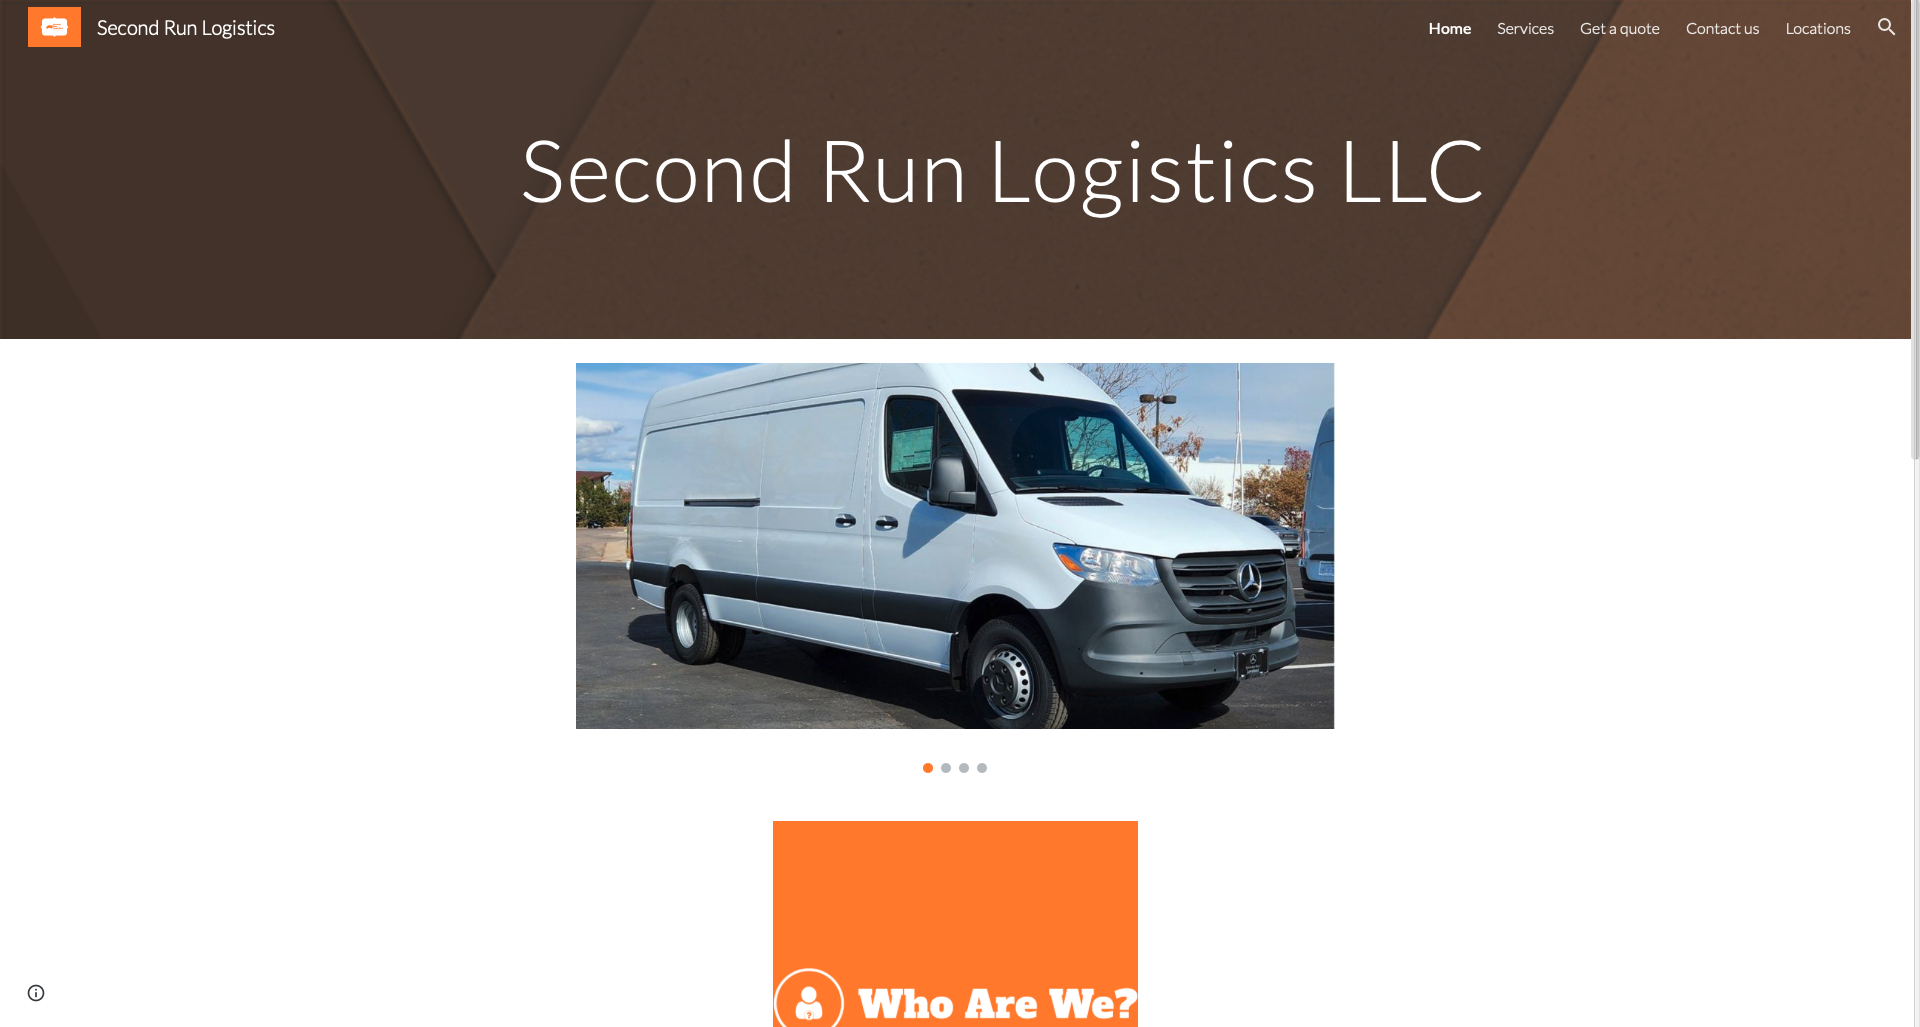 Second Run Logistics
Home
Services
Get a quote
Contact us
Locations
Second Run Logistics LLC
Who Are We?